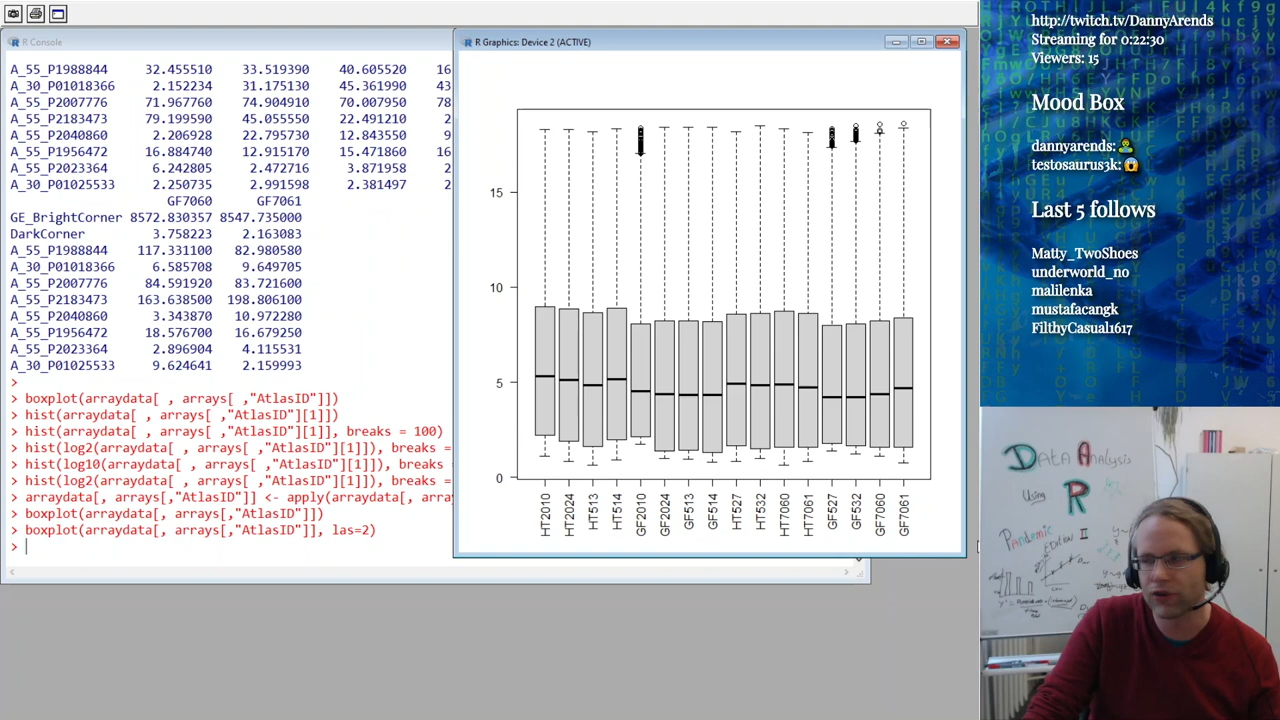 R Console
A_55_P1988844 32.455510 33.519390 40.605520 16
A_30_P01018366 2.152234 31.175130 45.361990 43
A_55_P2007776 71.967760 74.904910 70.007950 78
A_55_P2183473 79.199590 45.055550 22.491210 21
A_55_P2040860 2.206928 22.795730 12.843550 9
A_55_P1956472 16.884740 12.915170 15.471860 16
A_55_P2023364 6.242805 2.472716 3.871958 2
A_30_P01025533 2.250735 2.991598 2.381497 2
GF7060 GF7061
GE_BrightCorner 8572.830357 8547.735000
DarkCorner 3.758223 2.163083
A_55_P1988844 117.331100 82.980580
A_30_P01018366 6.585708 9.649705
A_55_P2007776 84.591920 83.721600
A_55_P2183473 163.638500 198.806100
A_55_P2040860 3.343870 10.972280
A_55_P1956472 18.576700 16.679250
A_55_P2023364 2.896904 4.115531
A_30_P01025533 9.624641 2.159993
>
> boxplot(arraydata[ , arrays[ ,"AtlasID"]])
> hist(arraydata[ , arrays[ ,"AtlasID"][1]])
> hist(arraydata[ , arrays[ ,"AtlasID"][1]], breaks = 100)
> hist(log2(arraydata[ , arrays[ ,"AtlasID"][1]]), breaks =
> hist(log10(arraydata[ , arrays[ ,"AtlasID"][1]]), breaks
> hist(log2(arraydata[ , arrays[ ,"AtlasID"][1]]), breaks =
> arraydata[, arrays[,"AtlasID"]] <- apply(arraydata[, array
> boxplot(arraydata[, arrays[,"AtlasID"]])
> boxplot(arraydata[, arrays[,"AtlasID"]], las=2)
>
R Graphics: Device 2 (ACTIVE)
15
10
5
0
HT2010 HT2024 HT513 HT514 GF2010 GF2024 GF513 GF514 HT527 HT532 HT7060 HT7061 GF527 GF532 GF7060 GF7061
http://twitch.tv/DannyArends
Streaming for 0:22:30
Viewers: 15
Mood Box
dannyarends:
testosaurus3k:
Last 5 follows
Matty_TwoShoes
underworld_no
malilenka
mustafacangk
FilthyCasual1617
Data Analysis
Using R
Pandemic
Edition II